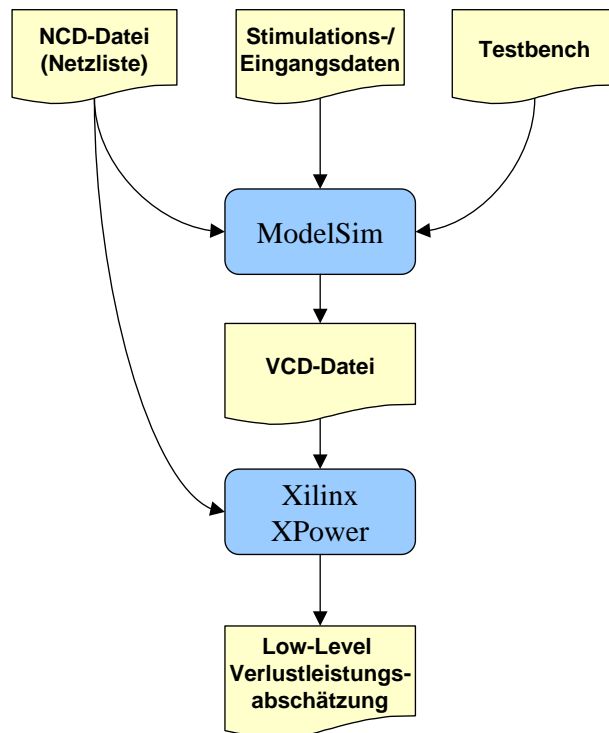 NCD-Datei
(Netzliste)
Stimulations-/
Eingangsdaten
Testbench
ModelSim
VCD-Datei
Xilinx
XPower
Low-Level
Verlustleistungs-
abschätzung